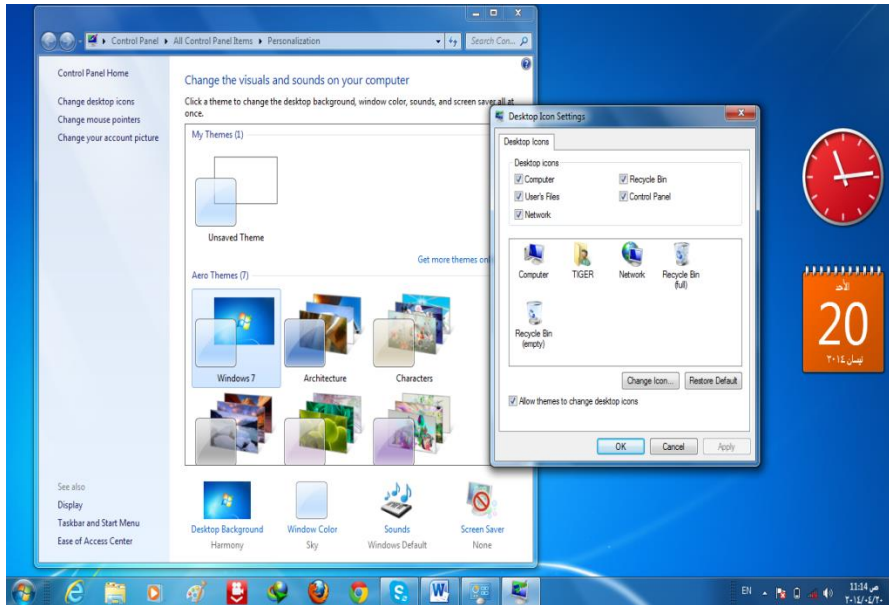 Control Panel ▸ All Control Panel Items ▸ Personalization
Search Con...
Control Panel Home
Change desktop icons
Change mouse pointers
Change your account picture
Change the visuals and sounds on your computer
Click a theme to change the desktop background, window color, sounds, and screen saver all at
once.
My Themes (1)
Unsaved Theme
Get more themes onl
Aero Themes (7)
Windows 7
Architecture
Characters
See also
Display
Taskbar and Start Menu
Ease of Access Center
Desktop Background
Harmony
Window Color
Sky
Sounds
Windows Default
Screen Saver
None
Desktop Icon Settings
Desktop Icons
Desktop icons
Computer
Recycle Bin
User's Files
Control Panel
Network
Computer
TIGER
Network
Recycle Bin
(full)
Recycle Bin
(empty)
Change Icon...
Restore Default
Allow themes to change desktop icons
OK
Cancel
Apply
الأحد
20
نيسان ٢٠١٤
EN
11:14 ص
٢٠١٤/٠٤/٢٠